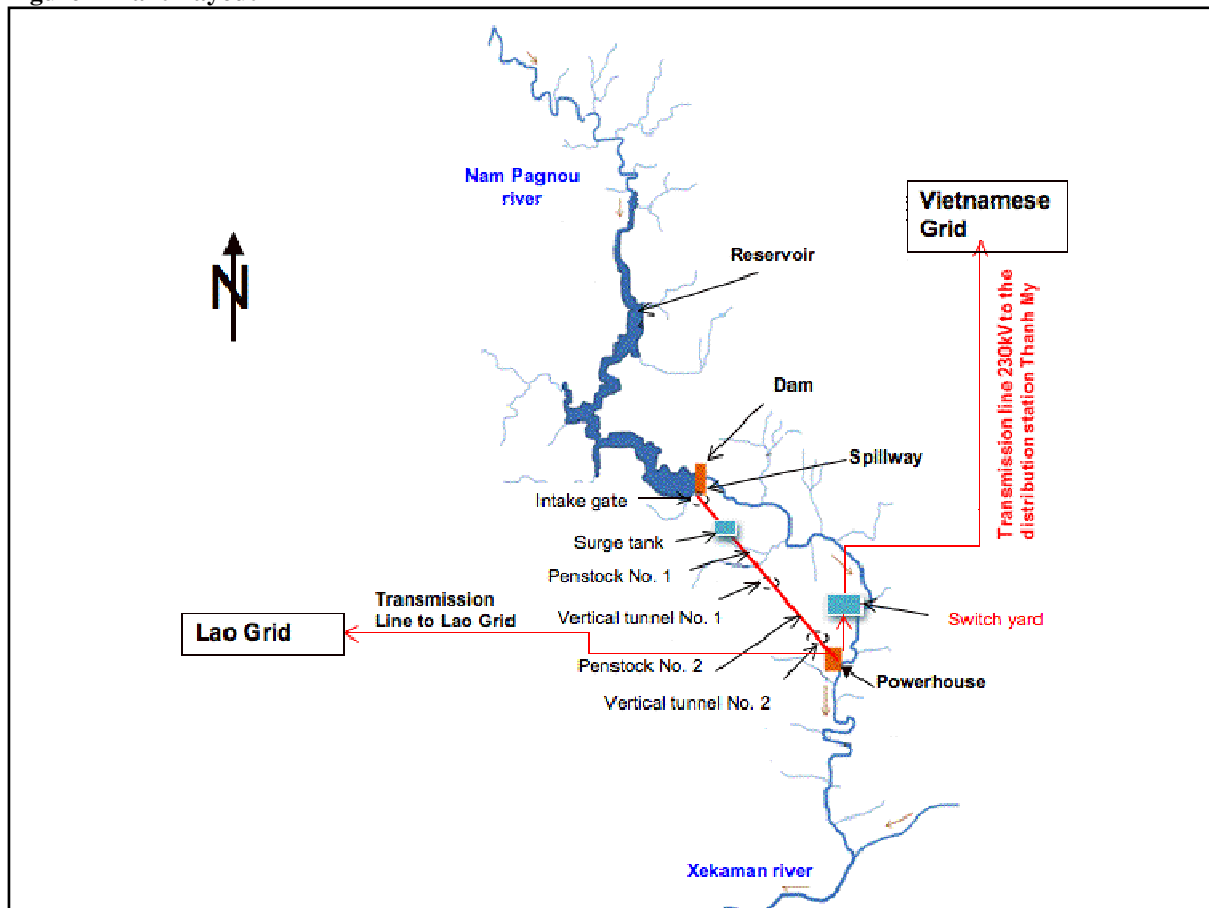 Nam Pagnou
river
Vietnamese
Grid
N
Reservoir
Transmission line 230kV to the
distribution station Thanh My
Dam
Spillway
Intake gate
Surge tank
Penstock No. 1
Transmission
Line to Lao Grid
Vertical tunnel No. 1
Lao Grid
Switch yard
Penstock No. 2
Powerhouse
Vertical tunnel No. 2
Xekaman river